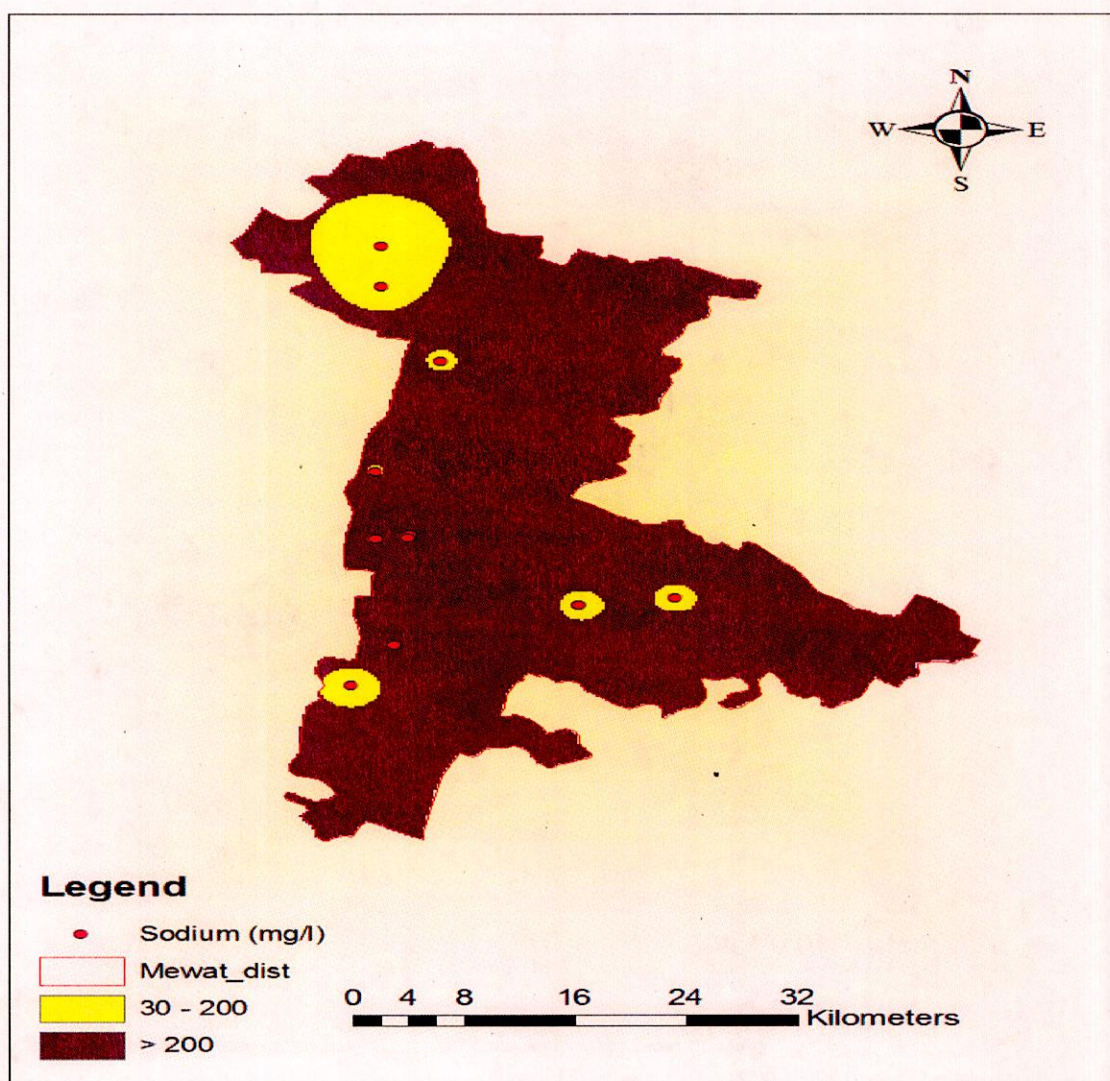 N
W E
S
Legend
Sodium (mg/l)
Mewat_dist
30 - 200
> 200
0 4 8 16 24 32
Kilometers